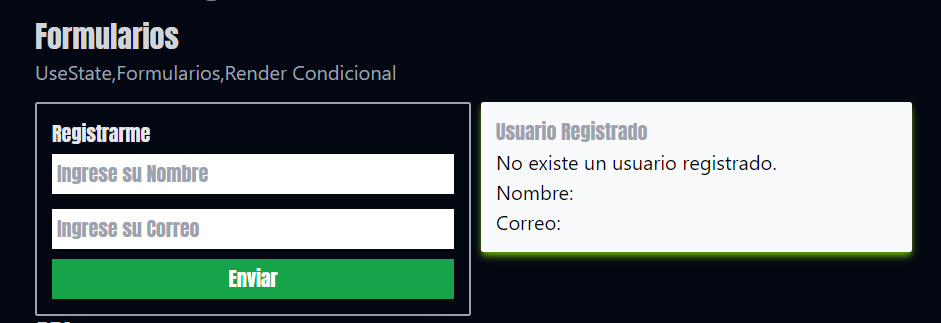 Formularios
UseState,Formularios,Render Condicional
Registrarme
Ingrese su Nombre
Ingrese su Correo
Enviar
Usuario Registrado
No existe un usuario registrado.
Nombre:
Correo: